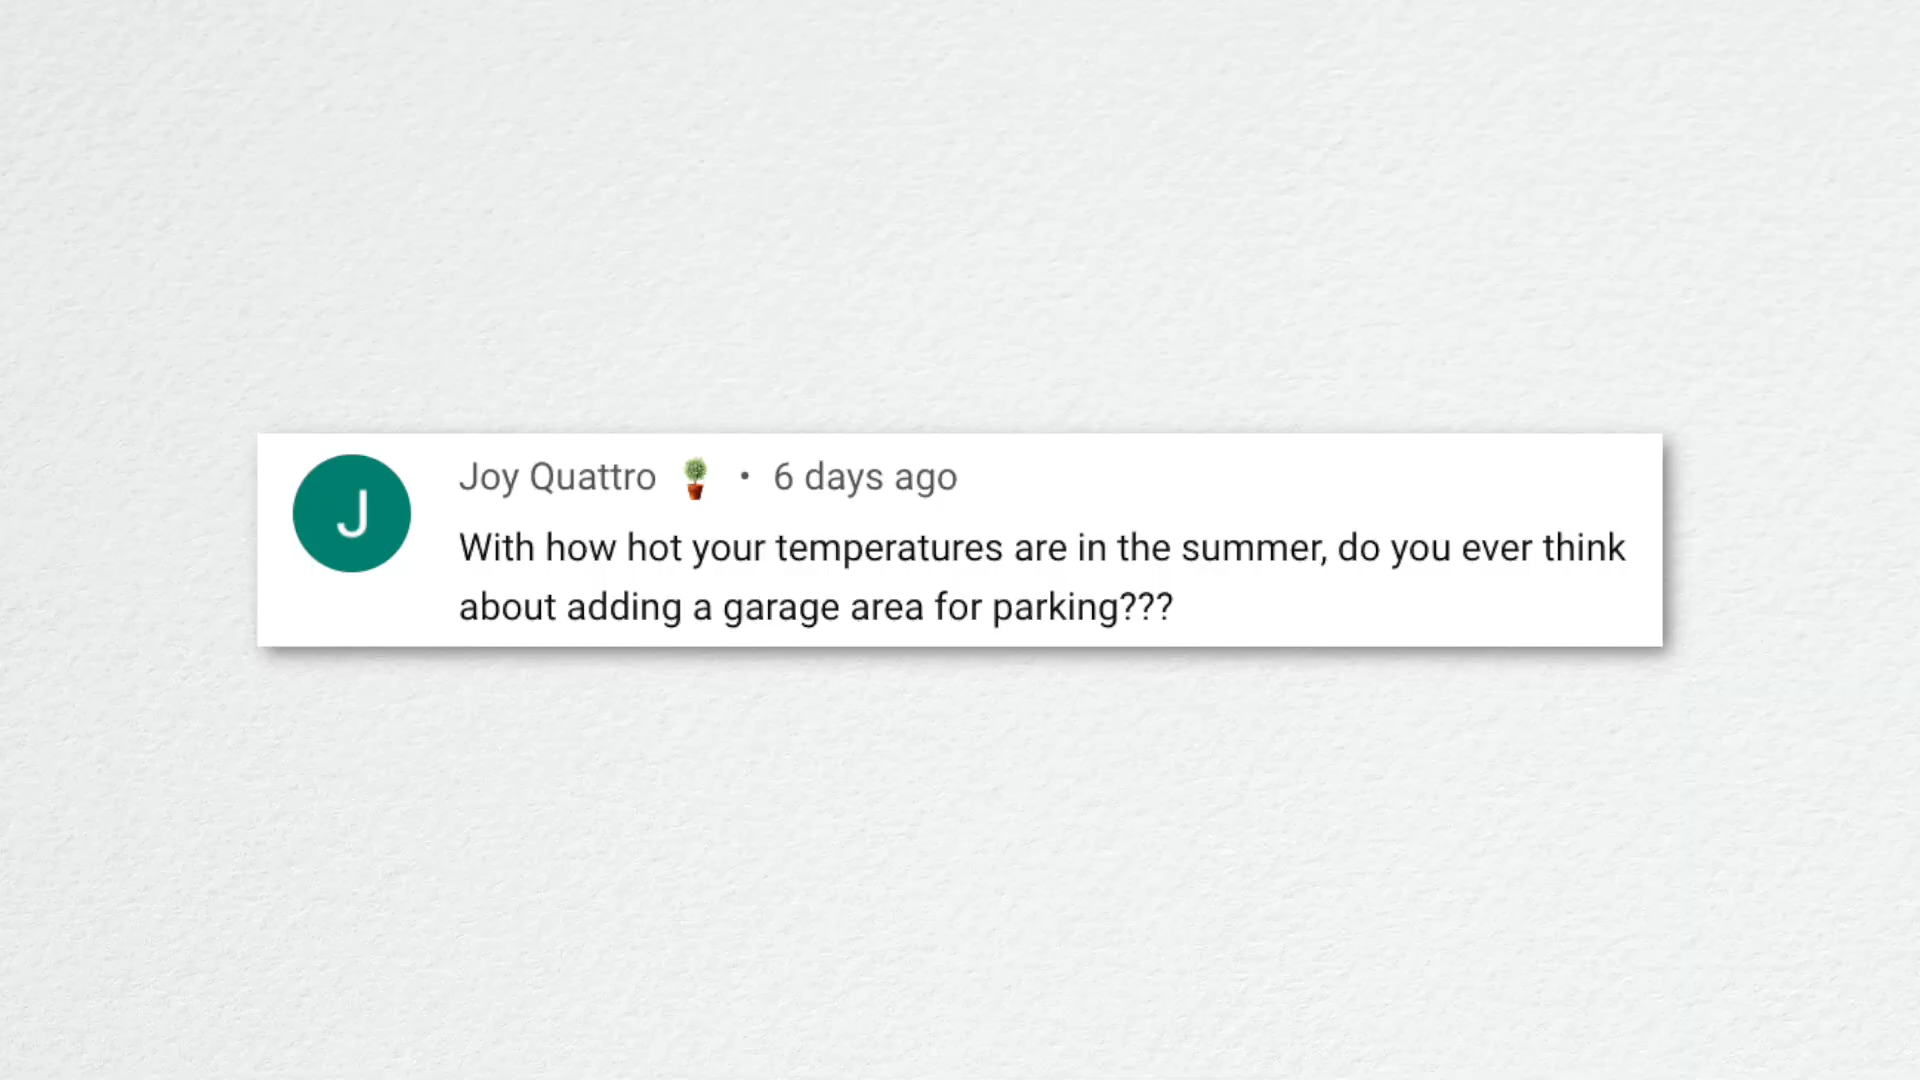 J
Joy Quattro • 6 days ago
With how hot your temperatures are in the summer, do you ever think
about adding a garage area for parking???